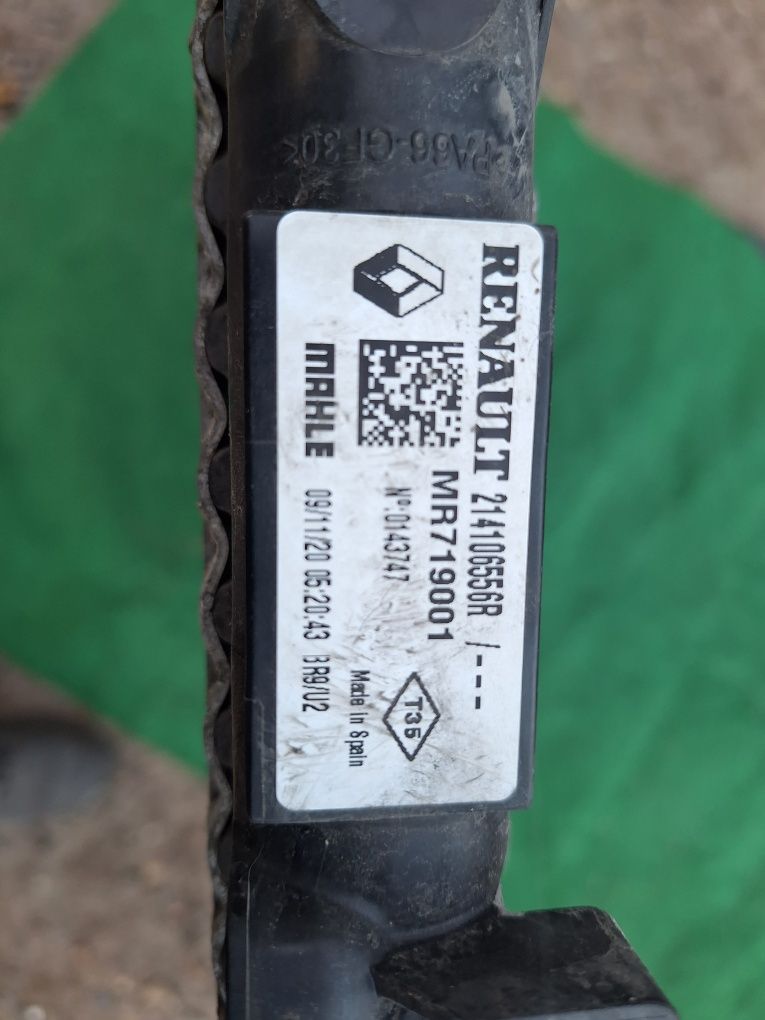 >PA66-GF30<
RENAULT 214106556R /---
MR719001
Nº:0143747
T35
Made in Spain
MAHLE 09/11/20 05:20:43 BR9/U2